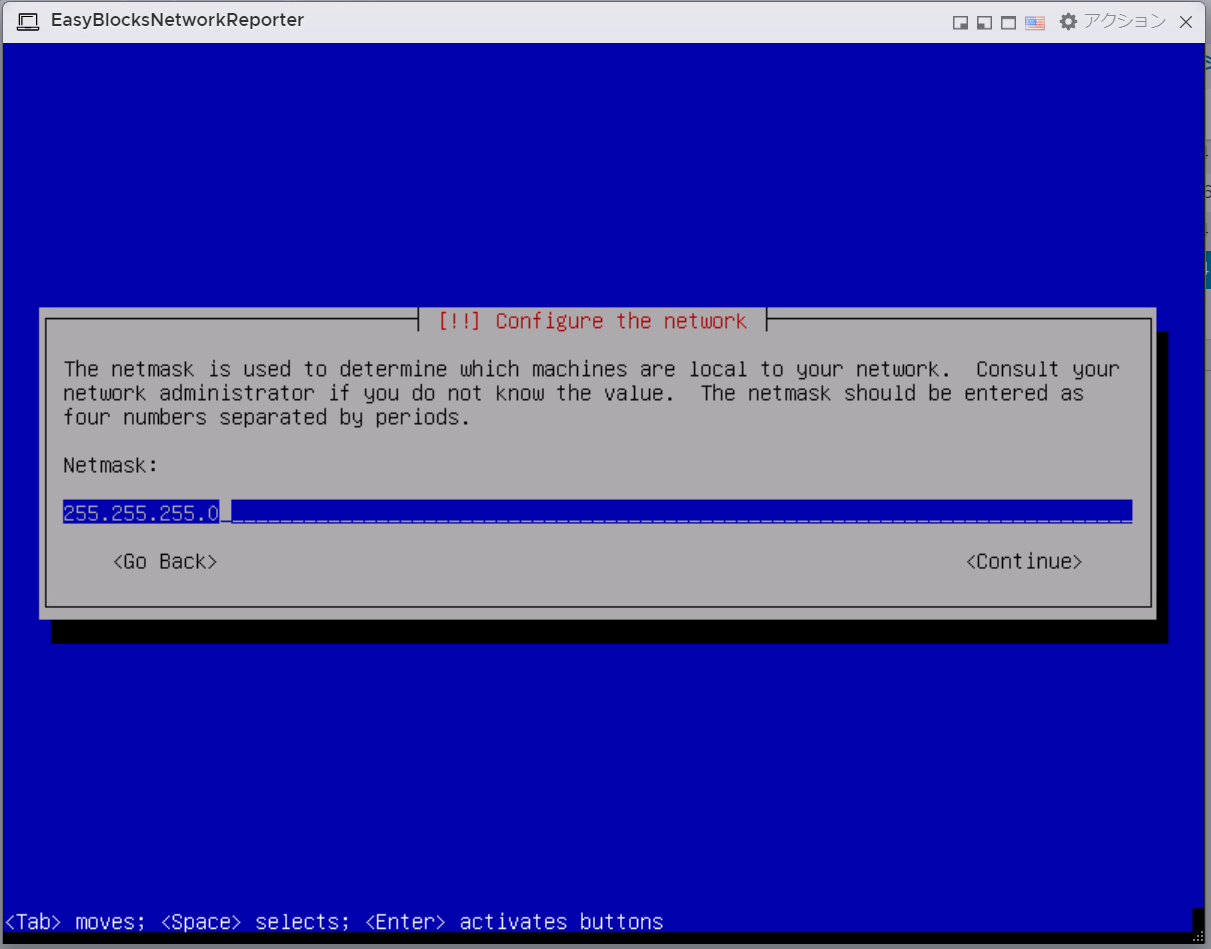 EasyBlocksNetworkReporter アクション
[!!] Configure the network
The netmask is used to determine which machines are local to your network.  Consult your
network administrator if you do not know the value.  The netmask should be entered as
four numbers separated by periods.
Netmask:
255.255.255.0
<Go Back> <Continue>
<Tab> moves; <Space> selects; <Enter> activates buttons